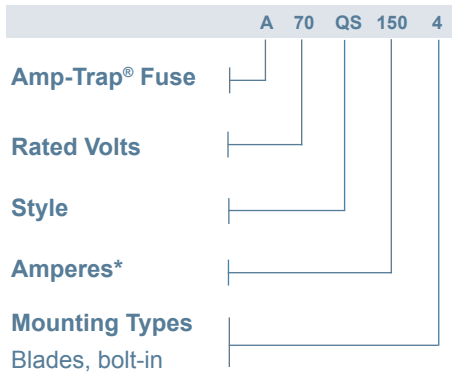 A 70 QS 150 4
Amp-Trap® Fuse
Rated Volts
Style
Amperes*
Mounting Types
Blades, bolt-in